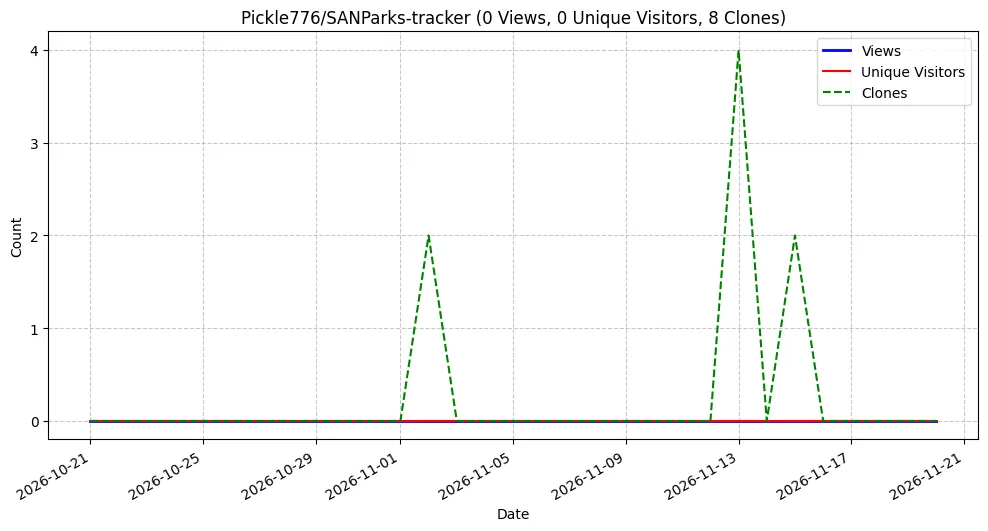 Pickle776/SANParks-tracker (0 Views, 0 Unique Visitors, 8 Clones)
Views
Unique Visitors
Clones
Count
4
3
2
1
0
2026-10-21
2026-10-25
2026-10-29
2026-11-01
2026-11-05
2026-11-09
2026-11-13
2026-11-17
2026-11-21
Date